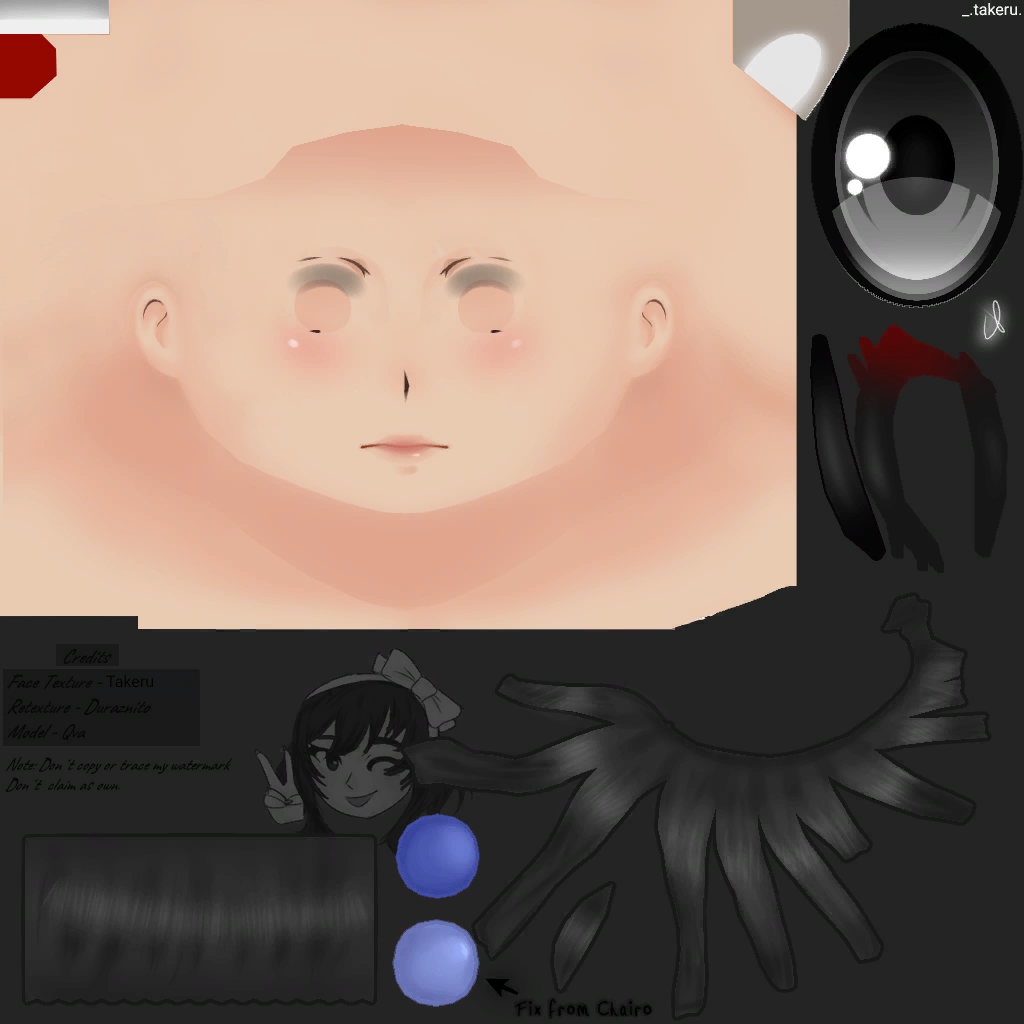 _.takeru.
Credits
Face Texture - Takeru
Retexture - Duraznito
Model - Qva
Note: Don't copy or trace my watermark
Don't claim as own
Fix from Chairo